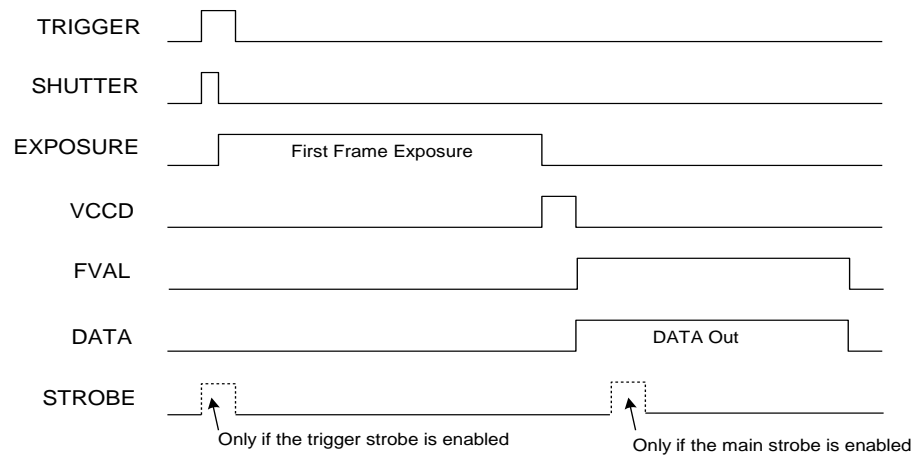 TRIGGER
SHUTTER
EXPOSURE
First Frame Exposure
VCCD
FVAL
DATA
DATA Out
STROBE
Only if the trigger strobe is enabled
Only if the main strobe is enabled